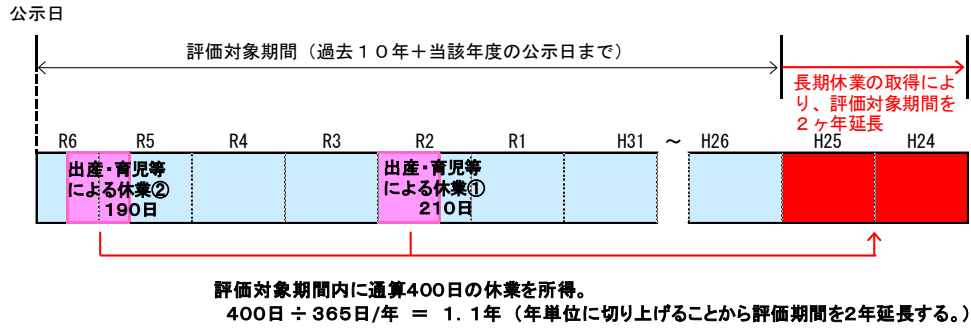 公示日
評価対象期間（過去１０年＋当該年度の公示日まで）
長期休業の取得によ
り、評価対象期間を
２ヶ年延長
R6 R5 R4 R3 R2 R1 H31 ～ H26 H25 H24
出産・育児等
による休業②
190日
出産・育児等
による休業①
210日
評価対象期間内に通算400日の休業を所得。
400日 ÷ 365日/年 ＝ １．１年 （年単位に切り上げることから評価期間を2年延長する。）